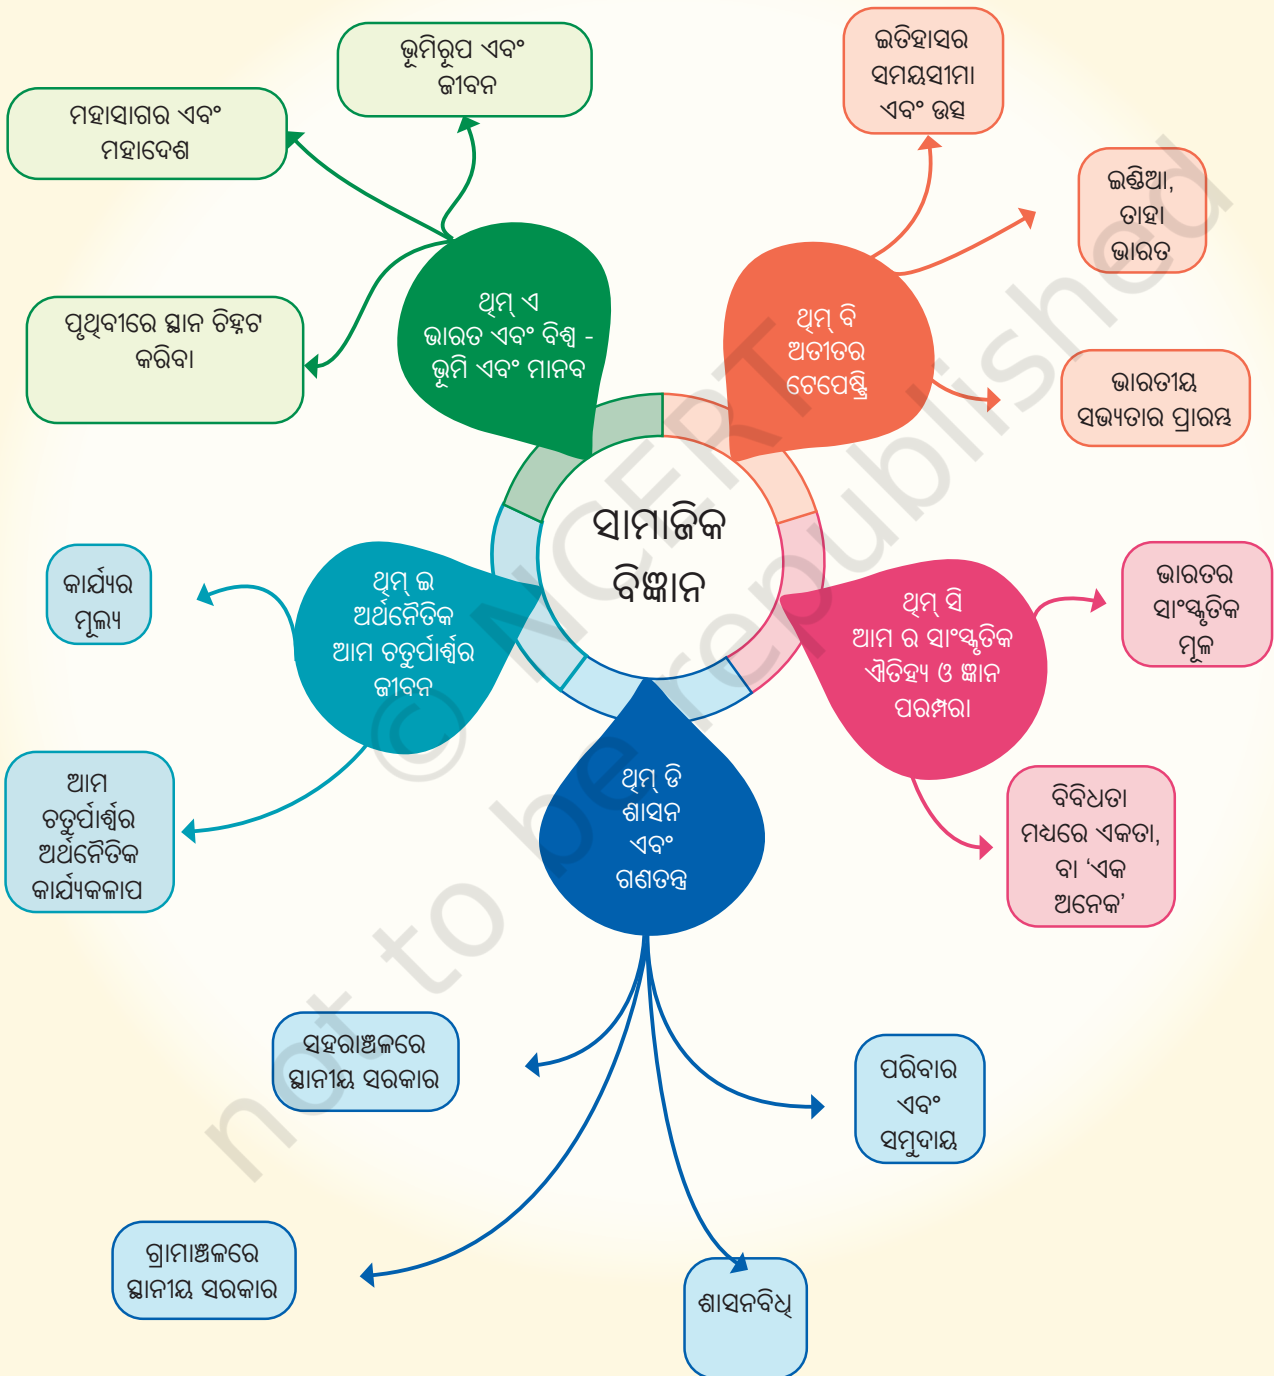 ଭୂମିରୂପ ଏବଂ
ଜୀବନ
ମହାସାଗର ଏବଂ
ମହାଦେଶ
ପୃଥିବୀରେ ସ୍ଥାନ ଚିହ୍ନଟ
କରିବା
ଥିମ୍ ଏ
ଭାରତ ଏବଂ ବିଶ୍ୱ -
ଭୂମି ଏବଂ ମାନବ
ଇତିହାସର
ସମୟସୀମା
ଏବଂ ଉତ୍ସ
ଇଣ୍ଡିଆ,
ତାହା
ଭାରତ
ଭାରତୀୟ
ସଭ୍ୟତାର ପ୍ରାରମ୍ଭ
ଥିମ୍ ବି
ଅତୀତର
ଟେପେଷ୍ଟ୍ରି
ସାମାଜିକ
ବିଜ୍ଞାନ
କାର୍ଯ୍ୟର
ମୂଲ୍ୟ
ଥିମ୍ ଇ
ଅର୍ଥନୈତିକ
ଆମ ଚତୁର୍ପାର୍ଶ୍ୱର
ଜୀବନ
ଆମ
ଚତୁର୍ପାର୍ଶ୍ୱର
ଅର୍ଥନୈତିକ
କାର୍ଯ୍ୟକଳାପ
ଥିମ୍ ସି
ଆମ ର ସାଂସ୍କୃତିକ
ଐତିହ୍ୟ ଓ ଜ୍ଞାନ
ପରମ୍ପରା
ଭାରତର
ସାଂସ୍କୃତିକ
ମୂଳ
ବିବିଧତା
ମଧ୍ୟରେ ଏକତା,
ବା ‘ଏକ
ଅନେକ’
ଥିମ୍ ଡି
ଶାସନ
ଏବଂ
ଗଣତନ୍ତ୍ର
ସହରାଞ୍ଚଳରେ
ସ୍ଥାନୀୟ ସରକାର
ପରିବାର
ଏବଂ
ସମୁଦାୟ
ଗ୍ରାମାଞ୍ଚଳରେ
ସ୍ଥାନୀୟ ସରକାର
ଶାସନବିଧି
© NCERT
not to be republished